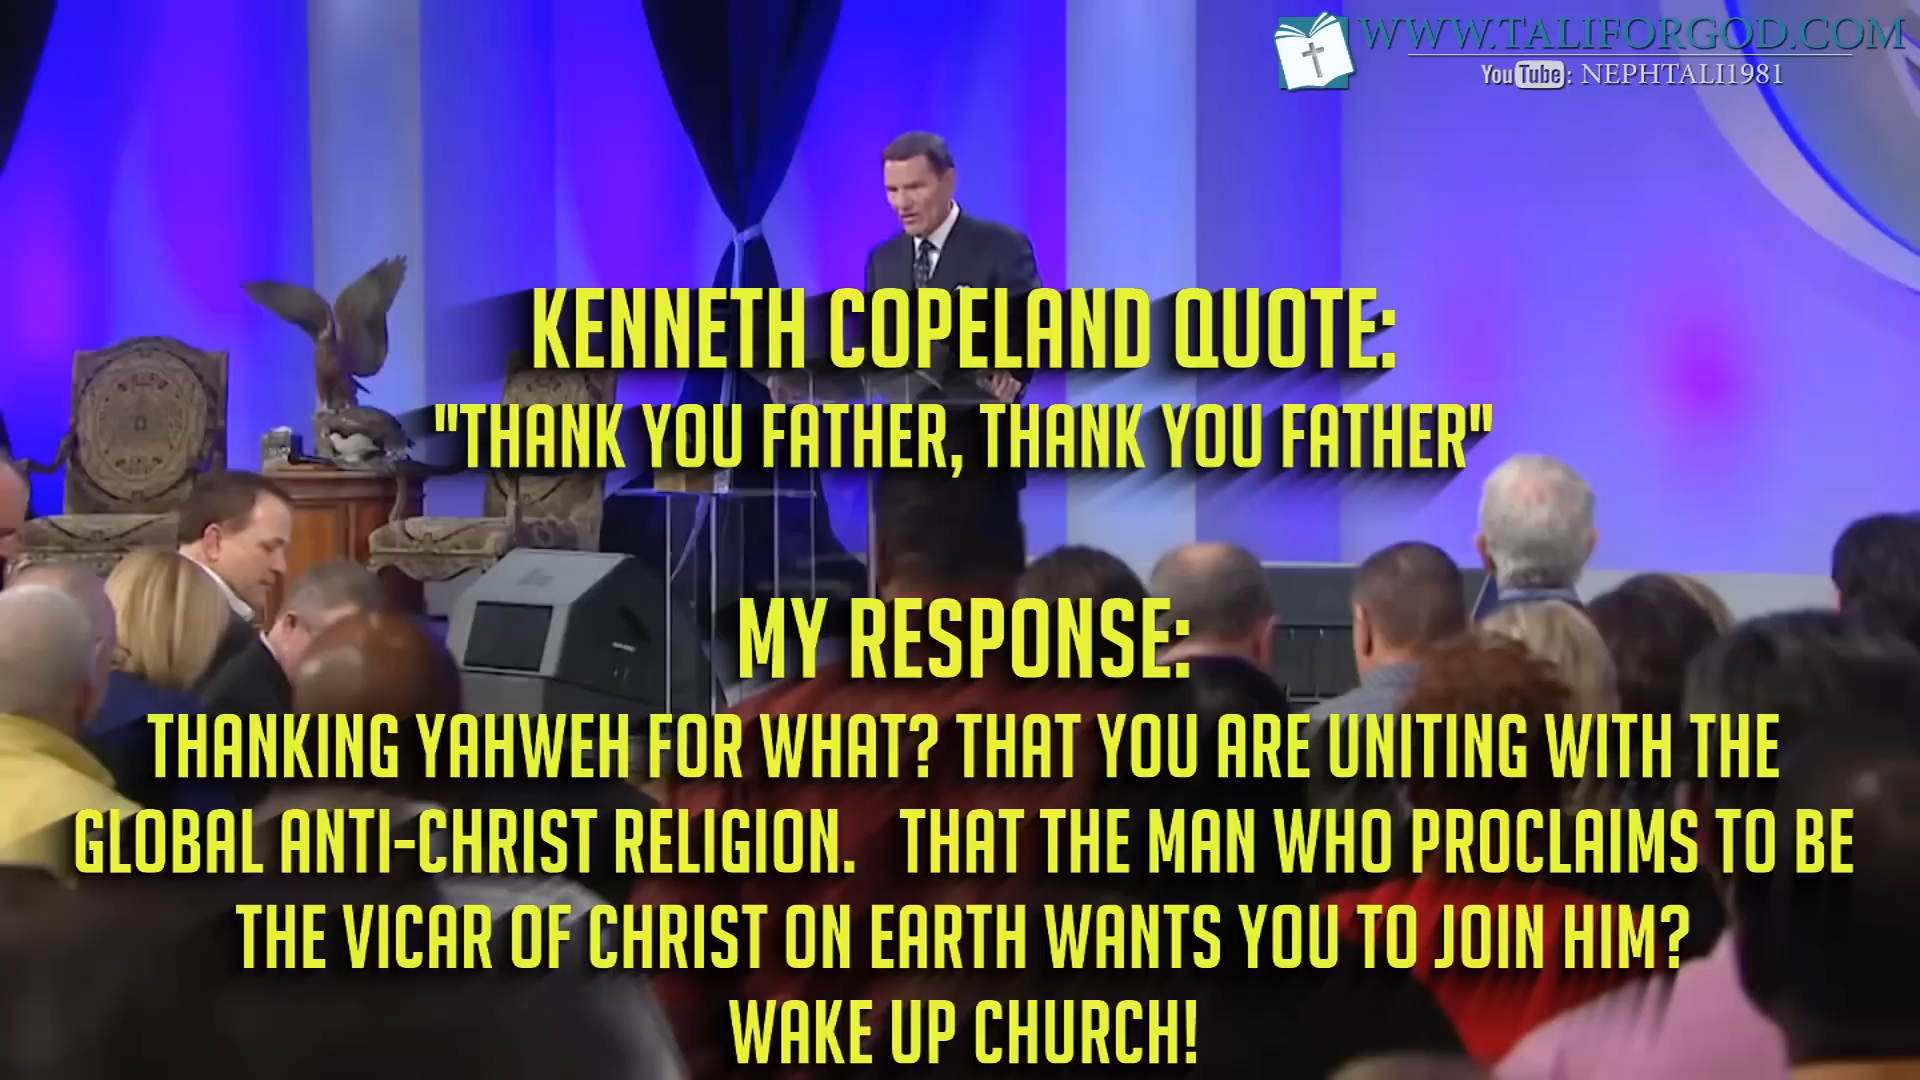 WWW.TALIFORGOD.COM
YouTube: NEPHTALI1981
KENNETH COPELAND QUOTE:
"THANK YOU FATHER, THANK YOU FATHER"
MY RESPONSE:
THANKING YAHWEH FOR WHAT? THAT YOU ARE UNITING WITH THE
GLOBAL ANTI-CHRIST RELIGION. THAT THE MAN WHO PROCLAIMS TO BE
THE VICAR OF CHRIST ON EARTH WANTS YOU TO JOIN HIM?
WAKE UP CHURCH!